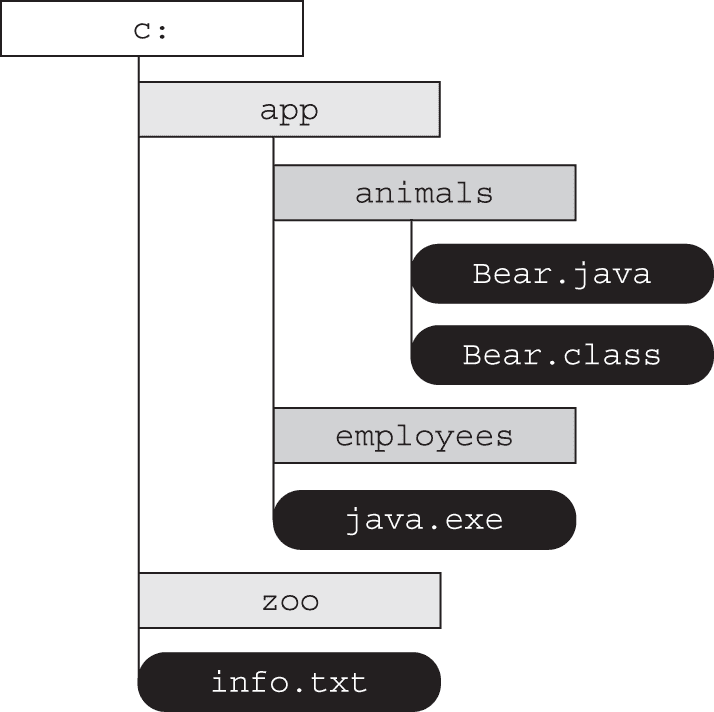 c:
app
animals
Bear.java
Bear.class
employees
java.exe
zoo
info.txt